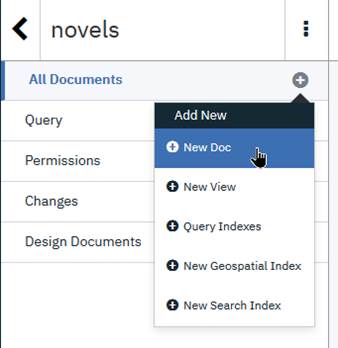 novels
All Documents
Add New
Query
New Doc
Permissions
New View
Changes
Query Indexes
Design Documents
New Geospatial Index
New Search Index